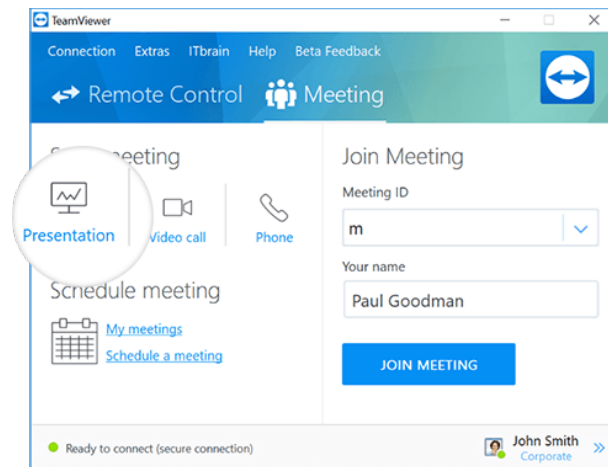 TeamViewer
Connection Extras ITbrain Help Beta Feedback
Remote Control Meeting
meeting
Presentation
Video call
Phone
Schedule meeting
My meetings
Schedule a meeting
Join Meeting
Meeting ID
m
Your name
Paul Goodman
JOIN MEETING
Ready to connect (secure connection)
John Smith
Corporate